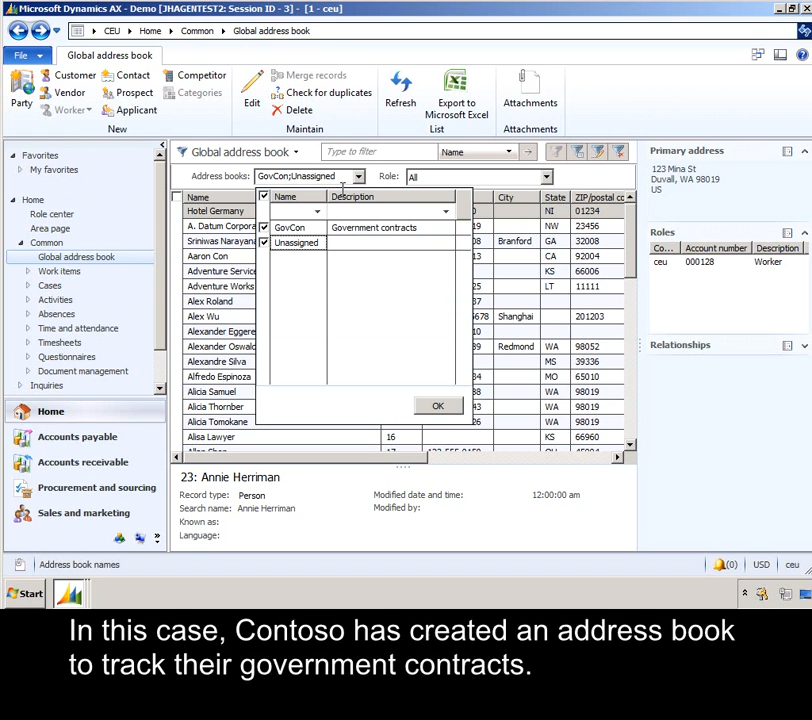 Microsoft Dynamics AX - Demo [JHAGENTEST2: Session ID - 3] - [1 - ceu]
CEU Home Common Global address book
File Global address book
Party
Customer Contact Competitor
Vendor Prospect Categories
Worker Applicant
New
Edit
Merge records
Check for duplicates
Delete
Maintain
Refresh
Export to
Microsoft Excel
List
Attachments
Attachments
Favorites
My favorites
Home
Role center
Area page
Common
Global address book
Work items
Cases
Activities
Absences
Time and attendance
Timesheets
Questionnaires
Document management
Inquiries
Home
Accounts payable
Accounts receivable
Procurement and sourcing
Sales and marketing
Global address book Type to filter Name
Address books: GovCon;Unassigned Role: All
Name City State ZIP/postal co
Hotel Germany 0 NI 01234
A. Datum Corpora NW 23456
Sriniwas Narayana Branford GA 32008
Aaron Con CA 92004
Adventure Service KS 66006
Adventure Works LT 11111
Alex Roland 37
Alex Wu 5678 Shanghai 201203
Alexander Eggere 10
Alexander Oswald Redmond WA 98052
Alexandre Silva MS 39336
Alfredo Espinoza MO 65010
Alicia Samuel 88 WA 98019
Alicia Thornber 43 WA 98019
Alicia Tomokane 22 WA 98019
Alisa Lawyer 16 KS 66960
Name Description
GovCon Government contracts
Unassigned
OK
23: Annie Herriman
Record type: Person Modified date and time: 12:00:00 am
Search name: Annie Herriman Modified by:
Known as:
Language:
Primary address
123 Mina St
Duvall, WA 98019
US
Roles
Co... Account number Description
ceu 000128 Worker
Relationships
Address book names (0) USD ceu
Start
In this case, Contoso has created an address book
to track their government contracts.